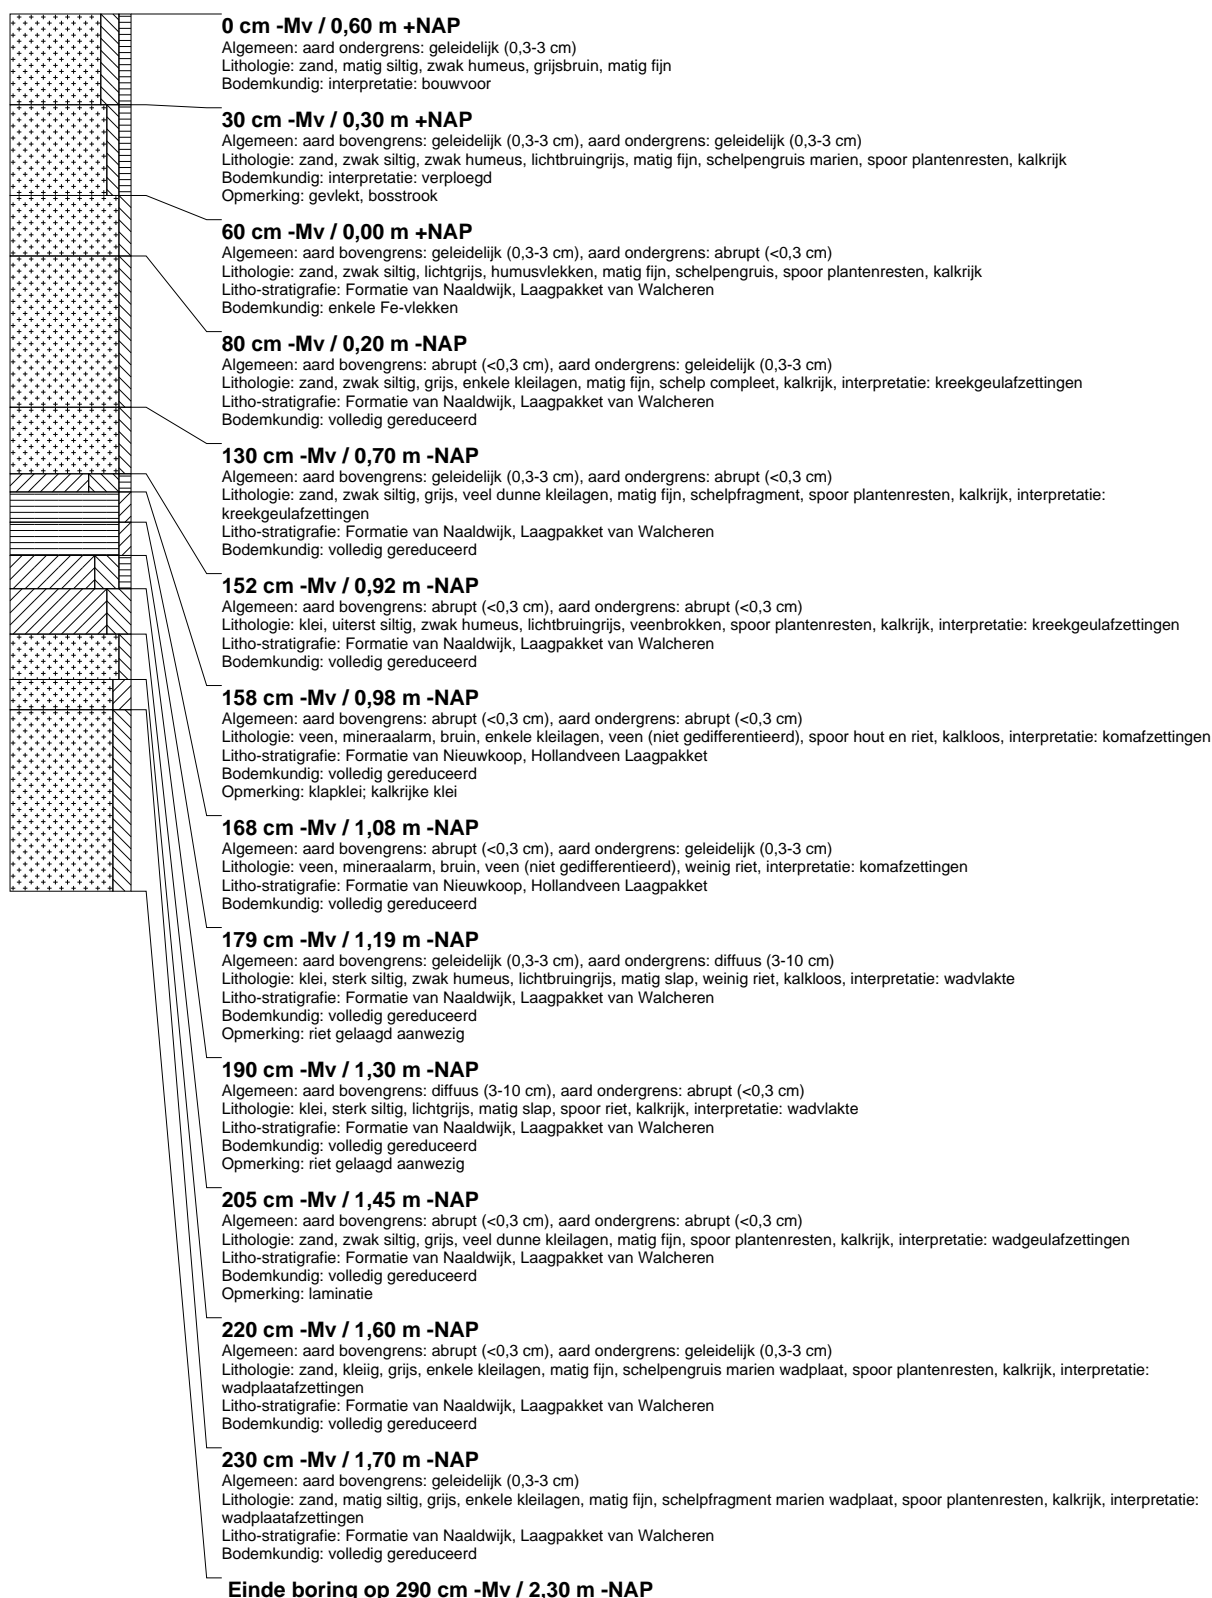 0 cm -Mv / 0,60 m +NAP
Algemeen: aard ondergrens: geleidelijk (0,3-3 cm)
Lithologie: zand, matig siltig, zwak humeus, grijsbruin, matig fijn
Bodemkundig: interpretatie: bouwvoor
30 cm -Mv / 0,30 m +NAP
Algemeen: aard bovengrens: geleidelijk (0,3-3 cm), aard ondergrens: geleidelijk (0,3-3 cm)
Lithologie: zand, zwak siltig, zwak humeus, lichtbruingrijs, matig fijn, schelpengruis marien, spoor plantenresten, kalkrijk
Bodemkundig: interpretatie: verploegd
Opmerking: gevlekt, bosstrook
60 cm -Mv / 0,00 m +NAP
Algemeen: aard bovengrens: geleidelijk (0,3-3 cm), aard ondergrens: abrupt (<0,3 cm)
Lithologie: zand, zwak siltig, lichtgrijs, humusvlekken, matig fijn, schelpengruis, spoor plantenresten, kalkrijk
Litho-stratigrafie: Formatie van Naaldwijk, Laagpakket van Walcheren
Bodemkundig: enkele Fe-vlekken
80 cm -Mv / 0,20 m -NAP
Algemeen: aard bovengrens: abrupt (<0,3 cm), aard ondergrens: geleidelijk (0,3-3 cm)
Lithologie: zand, zwak siltig, grijs, enkele kleilagen, matig fijn, schelp compleet, kalkrijk, interpretatie: kreekgeulafzettingen
Litho-stratigrafie: Formatie van Naaldwijk, Laagpakket van Walcheren
Bodemkundig: volledig gereduceerd
130 cm -Mv / 0,70 m -NAP
Algemeen: aard bovengrens: geleidelijk (0,3-3 cm), aard ondergrens: abrupt (<0,3 cm)
Lithologie: zand, zwak siltig, grijs, veel dunne kleilagen, matig fijn, schelpfragment, spoor plantenresten, kalkrijk, interpretatie:
kreekgeulafzettingen
Litho-stratigrafie: Formatie van Naaldwijk, Laagpakket van Walcheren
Bodemkundig: volledig gereduceerd
152 cm -Mv / 0,92 m -NAP
Algemeen: aard bovengrens: abrupt (<0,3 cm), aard ondergrens: abrupt (<0,3 cm)
Lithologie: klei, uiterst siltig, zwak humeus, lichtbruingrijs, veenbrokken, spoor plantenresten, kalkrijk, interpretatie: kreekgeulafzettingen
Litho-stratigrafie: Formatie van Naaldwijk, Laagpakket van Walcheren
Bodemkundig: volledig gereduceerd
158 cm -Mv / 0,98 m -NAP
Algemeen: aard bovengrens: abrupt (<0,3 cm), aard ondergrens: abrupt (<0,3 cm)
Lithologie: veen, mineraalarm, bruin, enkele kleilagen, veen (niet gedifferentieerd), spoor hout en riet, kalkloos, interpretatie: komafzettingen
Litho-stratigrafie: Formatie van Nieuwkoop, Hollandveen Laagpakket
Bodemkundig: volledig gereduceerd
Opmerking: klapklei; kalkrijke klei
168 cm -Mv / 1,08 m -NAP
Algemeen: aard bovengrens: abrupt (<0,3 cm), aard ondergrens: geleidelijk (0,3-3 cm)
Lithologie: veen, mineraalarm, bruin, veen (niet gedifferentieerd), weinig riet, interpretatie: komafzettingen
Litho-stratigrafie: Formatie van Nieuwkoop, Hollandveen Laagpakket
Bodemkundig: volledig gereduceerd
179 cm -Mv / 1,19 m -NAP
Algemeen: aard bovengrens: geleidelijk (0,3-3 cm), aard ondergrens: diffuus (3-10 cm)
Lithologie: klei, sterk siltig, zwak humeus, lichtbruingrijs, matig slap, weinig riet, kalkloos, interpretatie: wadvlakte
Litho-stratigrafie: Formatie van Naaldwijk, Laagpakket van Walcheren
Bodemkundig: volledig gereduceerd
Opmerking: riet gelaagd aanwezig
190 cm -Mv / 1,30 m -NAP
Algemeen: aard bovengrens: diffuus (3-10 cm), aard ondergrens: abrupt (<0,3 cm)
Lithologie: klei, sterk siltig, lichtgrijs, matig slap, spoor riet, kalkrijk, interpretatie: wadvlakte
Litho-stratigrafie: Formatie van Naaldwijk, Laagpakket van Walcheren
Bodemkundig: volledig gereduceerd
Opmerking: riet gelaagd aanwezig
205 cm -Mv / 1,45 m -NAP
Algemeen: aard bovengrens: abrupt (<0,3 cm), aard ondergrens: abrupt (<0,3 cm)
Lithologie: zand, zwak siltig, grijs, veel dunne kleilagen, matig fijn, spoor plantenresten, kalkrijk, interpretatie: wadgeulafzettingen
Litho-stratigrafie: Formatie van Naaldwijk, Laagpakket van Walcheren
Bodemkundig: volledig gereduceerd
Opmerking: laminatie
220 cm -Mv / 1,60 m -NAP
Algemeen: aard bovengrens: abrupt (<0,3 cm), aard ondergrens: geleidelijk (0,3-3 cm)
Lithologie: zand, kleiig, grijs, enkele kleilagen, matig fijn, schelpengruis marien wadplaat, spoor plantenresten, kalkrijk, interpretatie:
wadplaatafzettingen
Litho-stratigrafie: Formatie van Naaldwijk, Laagpakket van Walcheren
Bodemkundig: volledig gereduceerd
230 cm -Mv / 1,70 m -NAP
Algemeen: aard bovengrens: geleidelijk (0,3-3 cm)
Lithologie: zand, matig siltig, grijs, enkele kleilagen, matig fijn, schelpfragment marien wadplaat, spoor plantenresten, kalkrijk, interpretatie:
wadplaatafzettingen
Litho-stratigrafie: Formatie van Naaldwijk, Laagpakket van Walcheren
Bodemkundig: volledig gereduceerd
Einde boring op 290 cm -Mv / 2,30 m -NAP